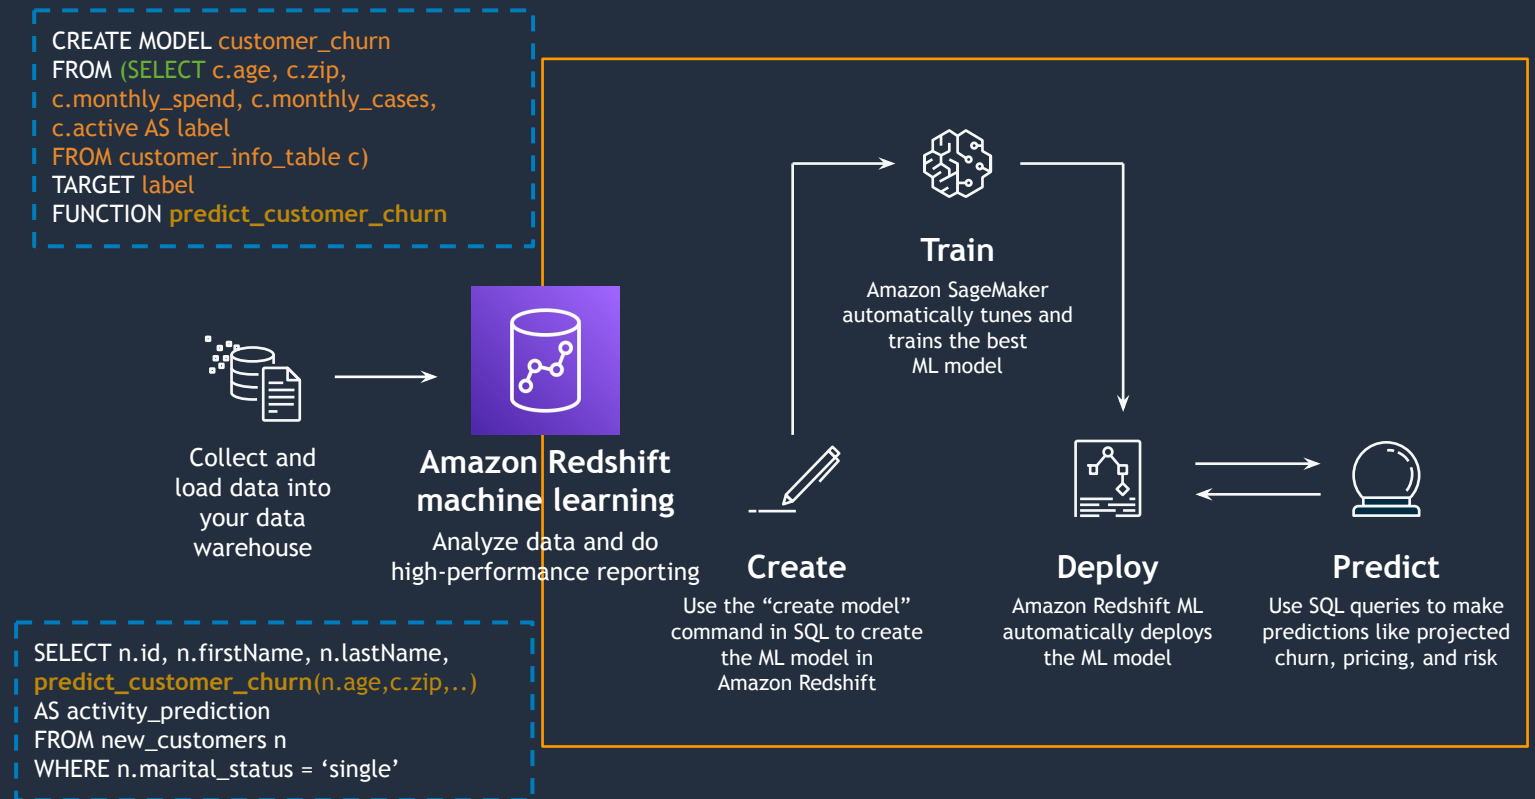 CREATE MODEL customer_churn
FROM (SELECT c.age, c.zip,
c.monthly_spend, c.monthly_cases,
c.active AS label
FROM customer_info_table c)
TARGET label
FUNCTION predict_customer_churn
Collect and
load data into
your data
warehouse
Amazon Redshift
machine learning
Analyze data and do
high-performance reporting
Create
Use the “create model”
command in SQL to create
the ML model in
Amazon Redshift
Train
Amazon SageMaker
automatically tunes and
trains the best
ML model
Deploy
Amazon Redshift ML
automatically deploys
the ML model
Predict
Use SQL queries to make
predictions like projected
churn, pricing, and risk
SELECT n.id, n.firstName, n.lastName,
predict_customer_churn(n.age,c.zip,..)
AS activity_prediction
FROM new_customers n
WHERE n.marital_status = ‘single’